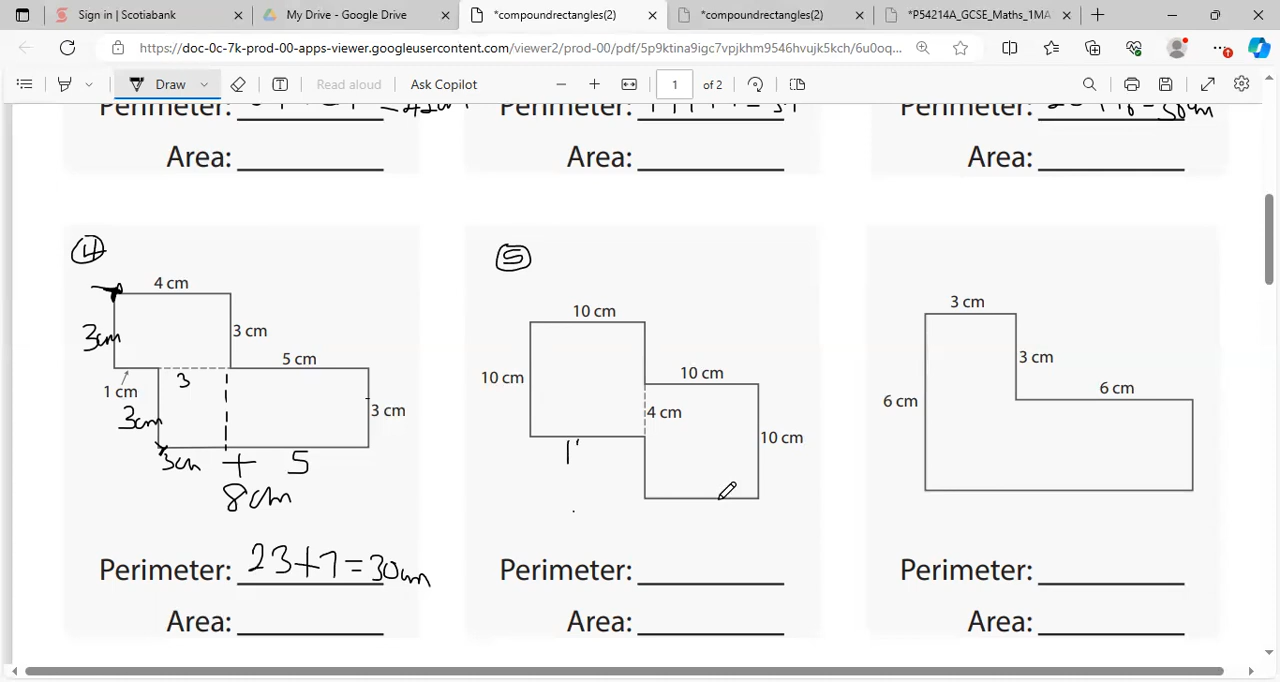 Sign in | Scotiabank
My Drive - Google Drive
*compoundrectangles(2)
*compoundrectangles(2)
*P54214A_GCSE_Maths_1MA
https://doc-0c-7k-prod-00-apps-viewer.googleusercontent.com/viewer2/prod-00/pdf/5p9ktina9igc7vpjkhm9546hvujk5kch/6u0oq...
Draw
Read aloud
Ask Copilot
1
of 2
Perimeter:
Perimeter:
Perimeter:
Area:
Area:
Area:
4
4 cm
3cm
3 cm
5 cm
3
1 cm
3cm
3 cm
3cm + 5
8cm
Perimeter: 23+7=30cm
Area:
5
10 cm
10 cm
10 cm
4 cm
10 cm
Perimeter:
Area:
3 cm
3 cm
6 cm
6 cm
Perimeter:
Area: